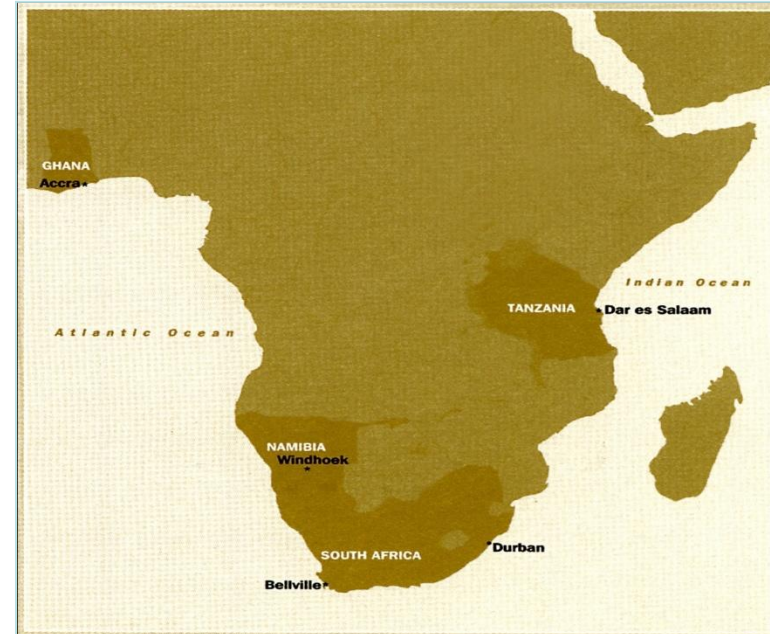 GHANA
Accra
Indian Ocean
TANZANIA
Dar es Salaam
Atlantic Ocean
NAMIBIA
Windhoek
Durban
SOUTH AFRICA
Bellville